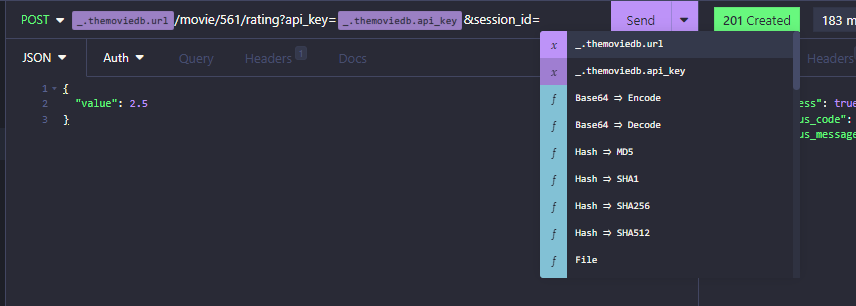 POST _.themoviedb.url /movie/561/rating?api_key= _.themoviedb.api_key &session_id= Send 201 Created 183 m
JSON Auth Query Headers 1 Docs Headers
1 {
2 "value": 2.5
3 }
x _.themoviedb.url
x _.themoviedb.api_key
f Base64 ⇒ Encode
f Base64 ⇒ Decode
f Hash ⇒ MD5
f Hash ⇒ SHA1
f Hash ⇒ SHA256
f Hash ⇒ SHA512
f File
ess": true
us_code":
us_message